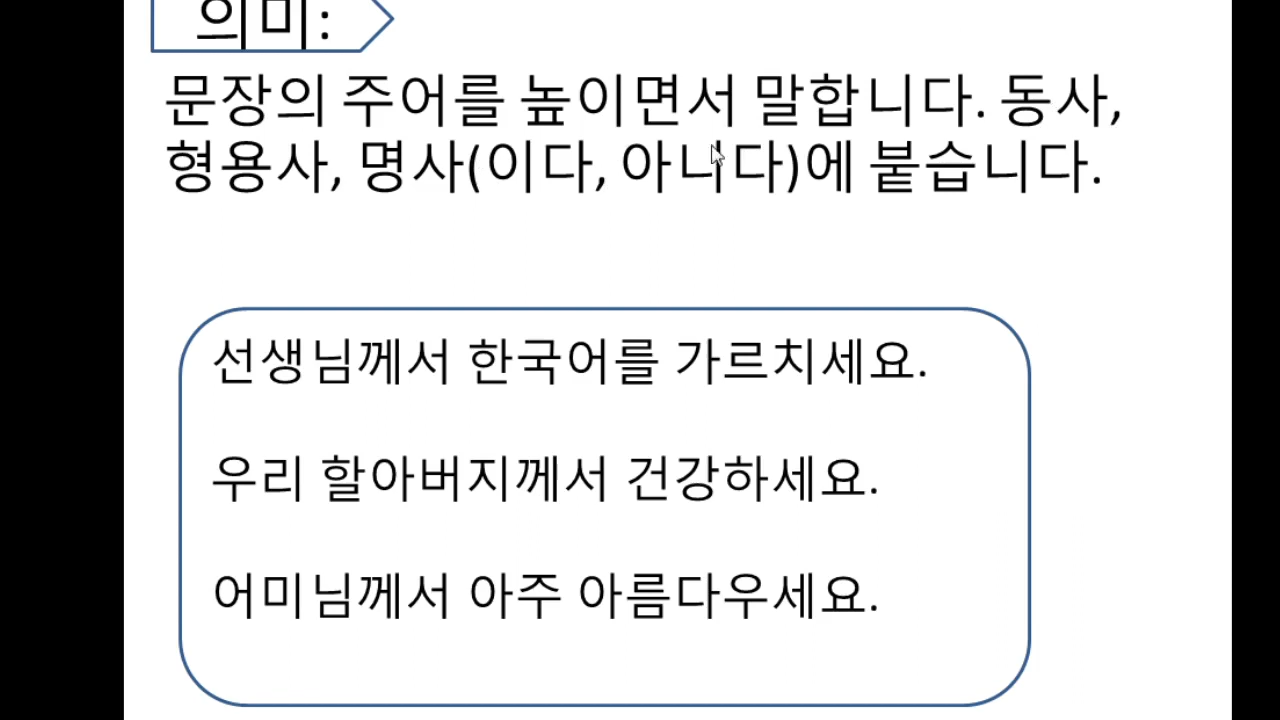 의미:
문장의 주어를 높이면서 말합니다. 동사,
형용사, 명사(이다, 아니다)에 붙습니다.
선생님께서 한국어를 가르치세요.
우리 할아버지께서 건강하세요.
어미님께서 아주 아름다우세요.